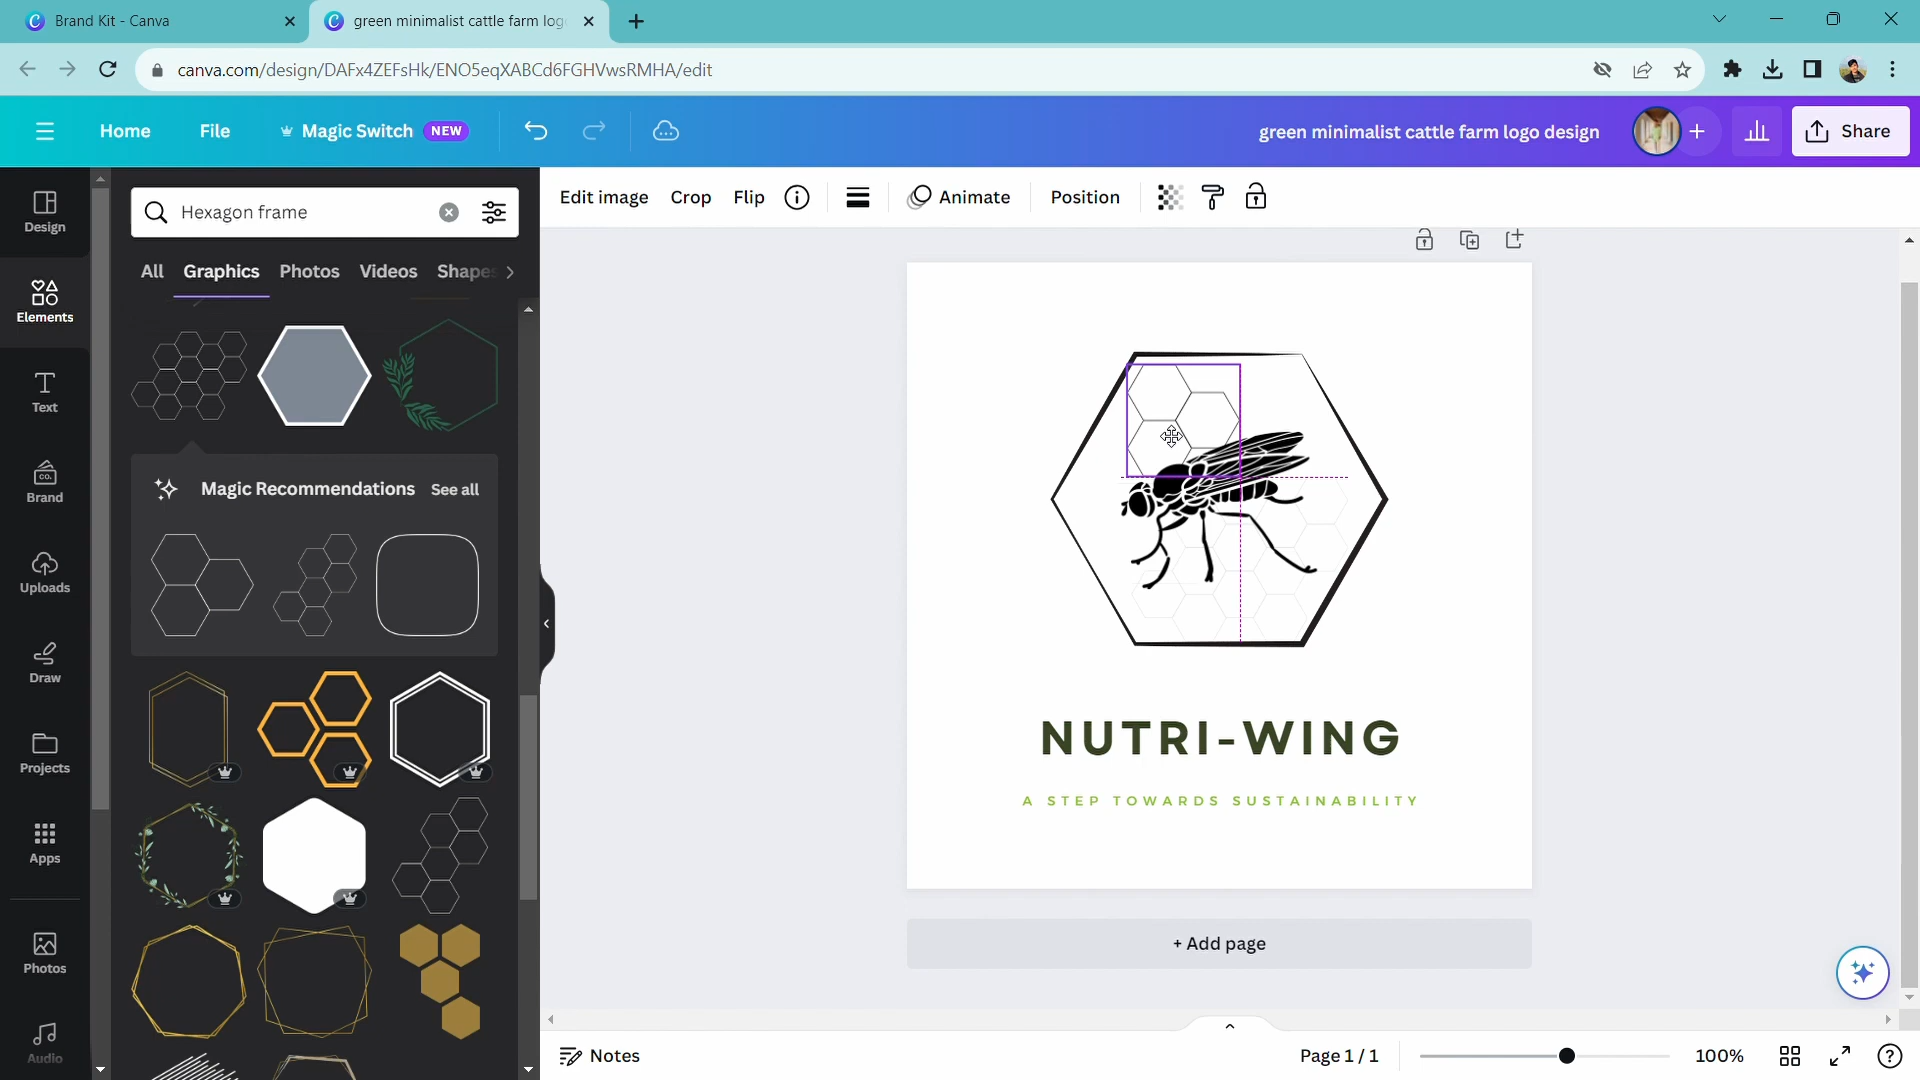 Brand Kit - Canva
green minimalist cattle farm log
canva.com/design/DAFx4ZEFsHk/ENO5eqXABCd6FGHVwsRMHA/edit
Home
File
Magic Switch
NEW
green minimalist cattle farm logo design
Share
Design
Elements
Text
Brand
Uploads
Draw
Projects
Apps
Photos
Audio
Hexagon frame
All
Graphics
Photos
Videos
Shapes
Magic Recommendations
See all
Edit image
Crop
Flip
Animate
Position
NUTRI-WING
A STEP TOWARDS SUSTAINABILITY
+ Add page
Notes
Page 1 / 1
100%